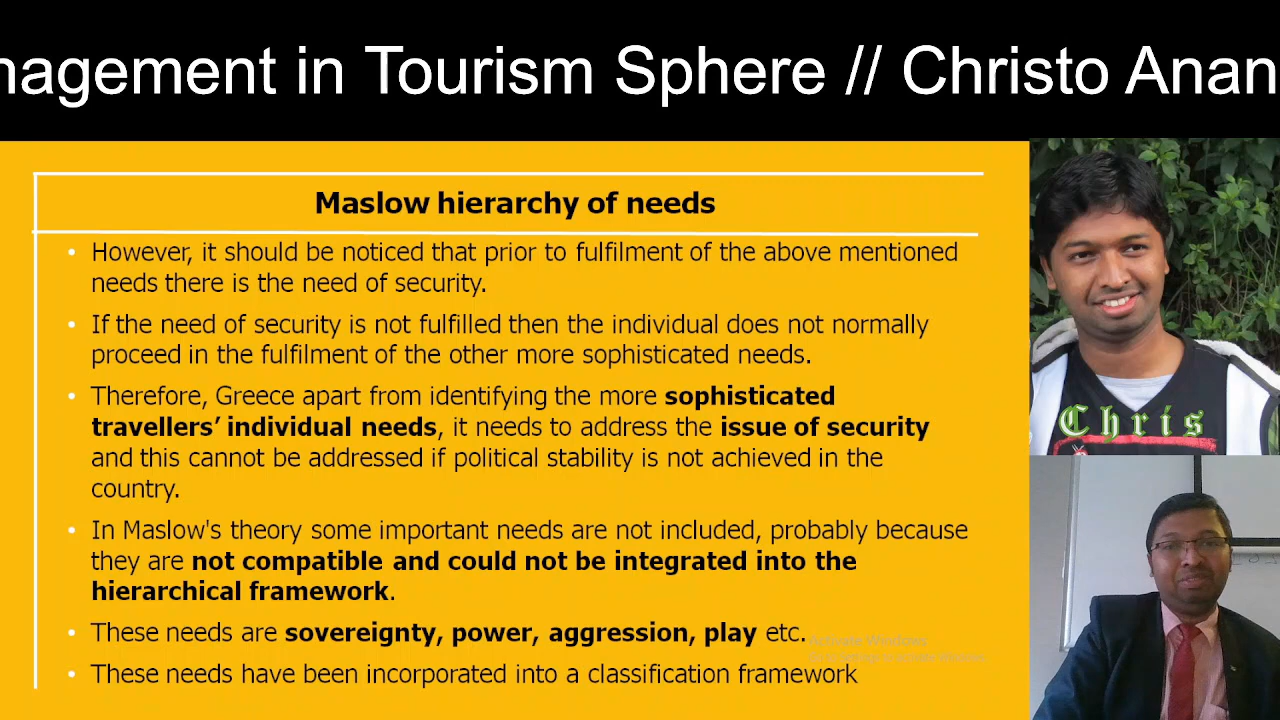 nagement in Tourism Sphere // Christo Anan
Maslow hierarchy of needs
• However, it should be noticed that prior to fulfilment of the above mentioned
needs there is the need of security.
• If the need of security is not fulfilled then the individual does not normally
proceed in the fulfilment of the other more sophisticated needs.
• Therefore, Greece apart from identifying the more sophisticated
travellers’ individual needs, it needs to address the issue of security
and this cannot be addressed if political stability is not achieved in the
country.
• In Maslow's theory some important needs are not included, probably because
they are not compatible and could not be integrated into the
hierarchical framework.
• These needs are sovereignty, power, aggression, play etc.
• These needs have been incorporated into a classification framework
Activate Windows
Chris